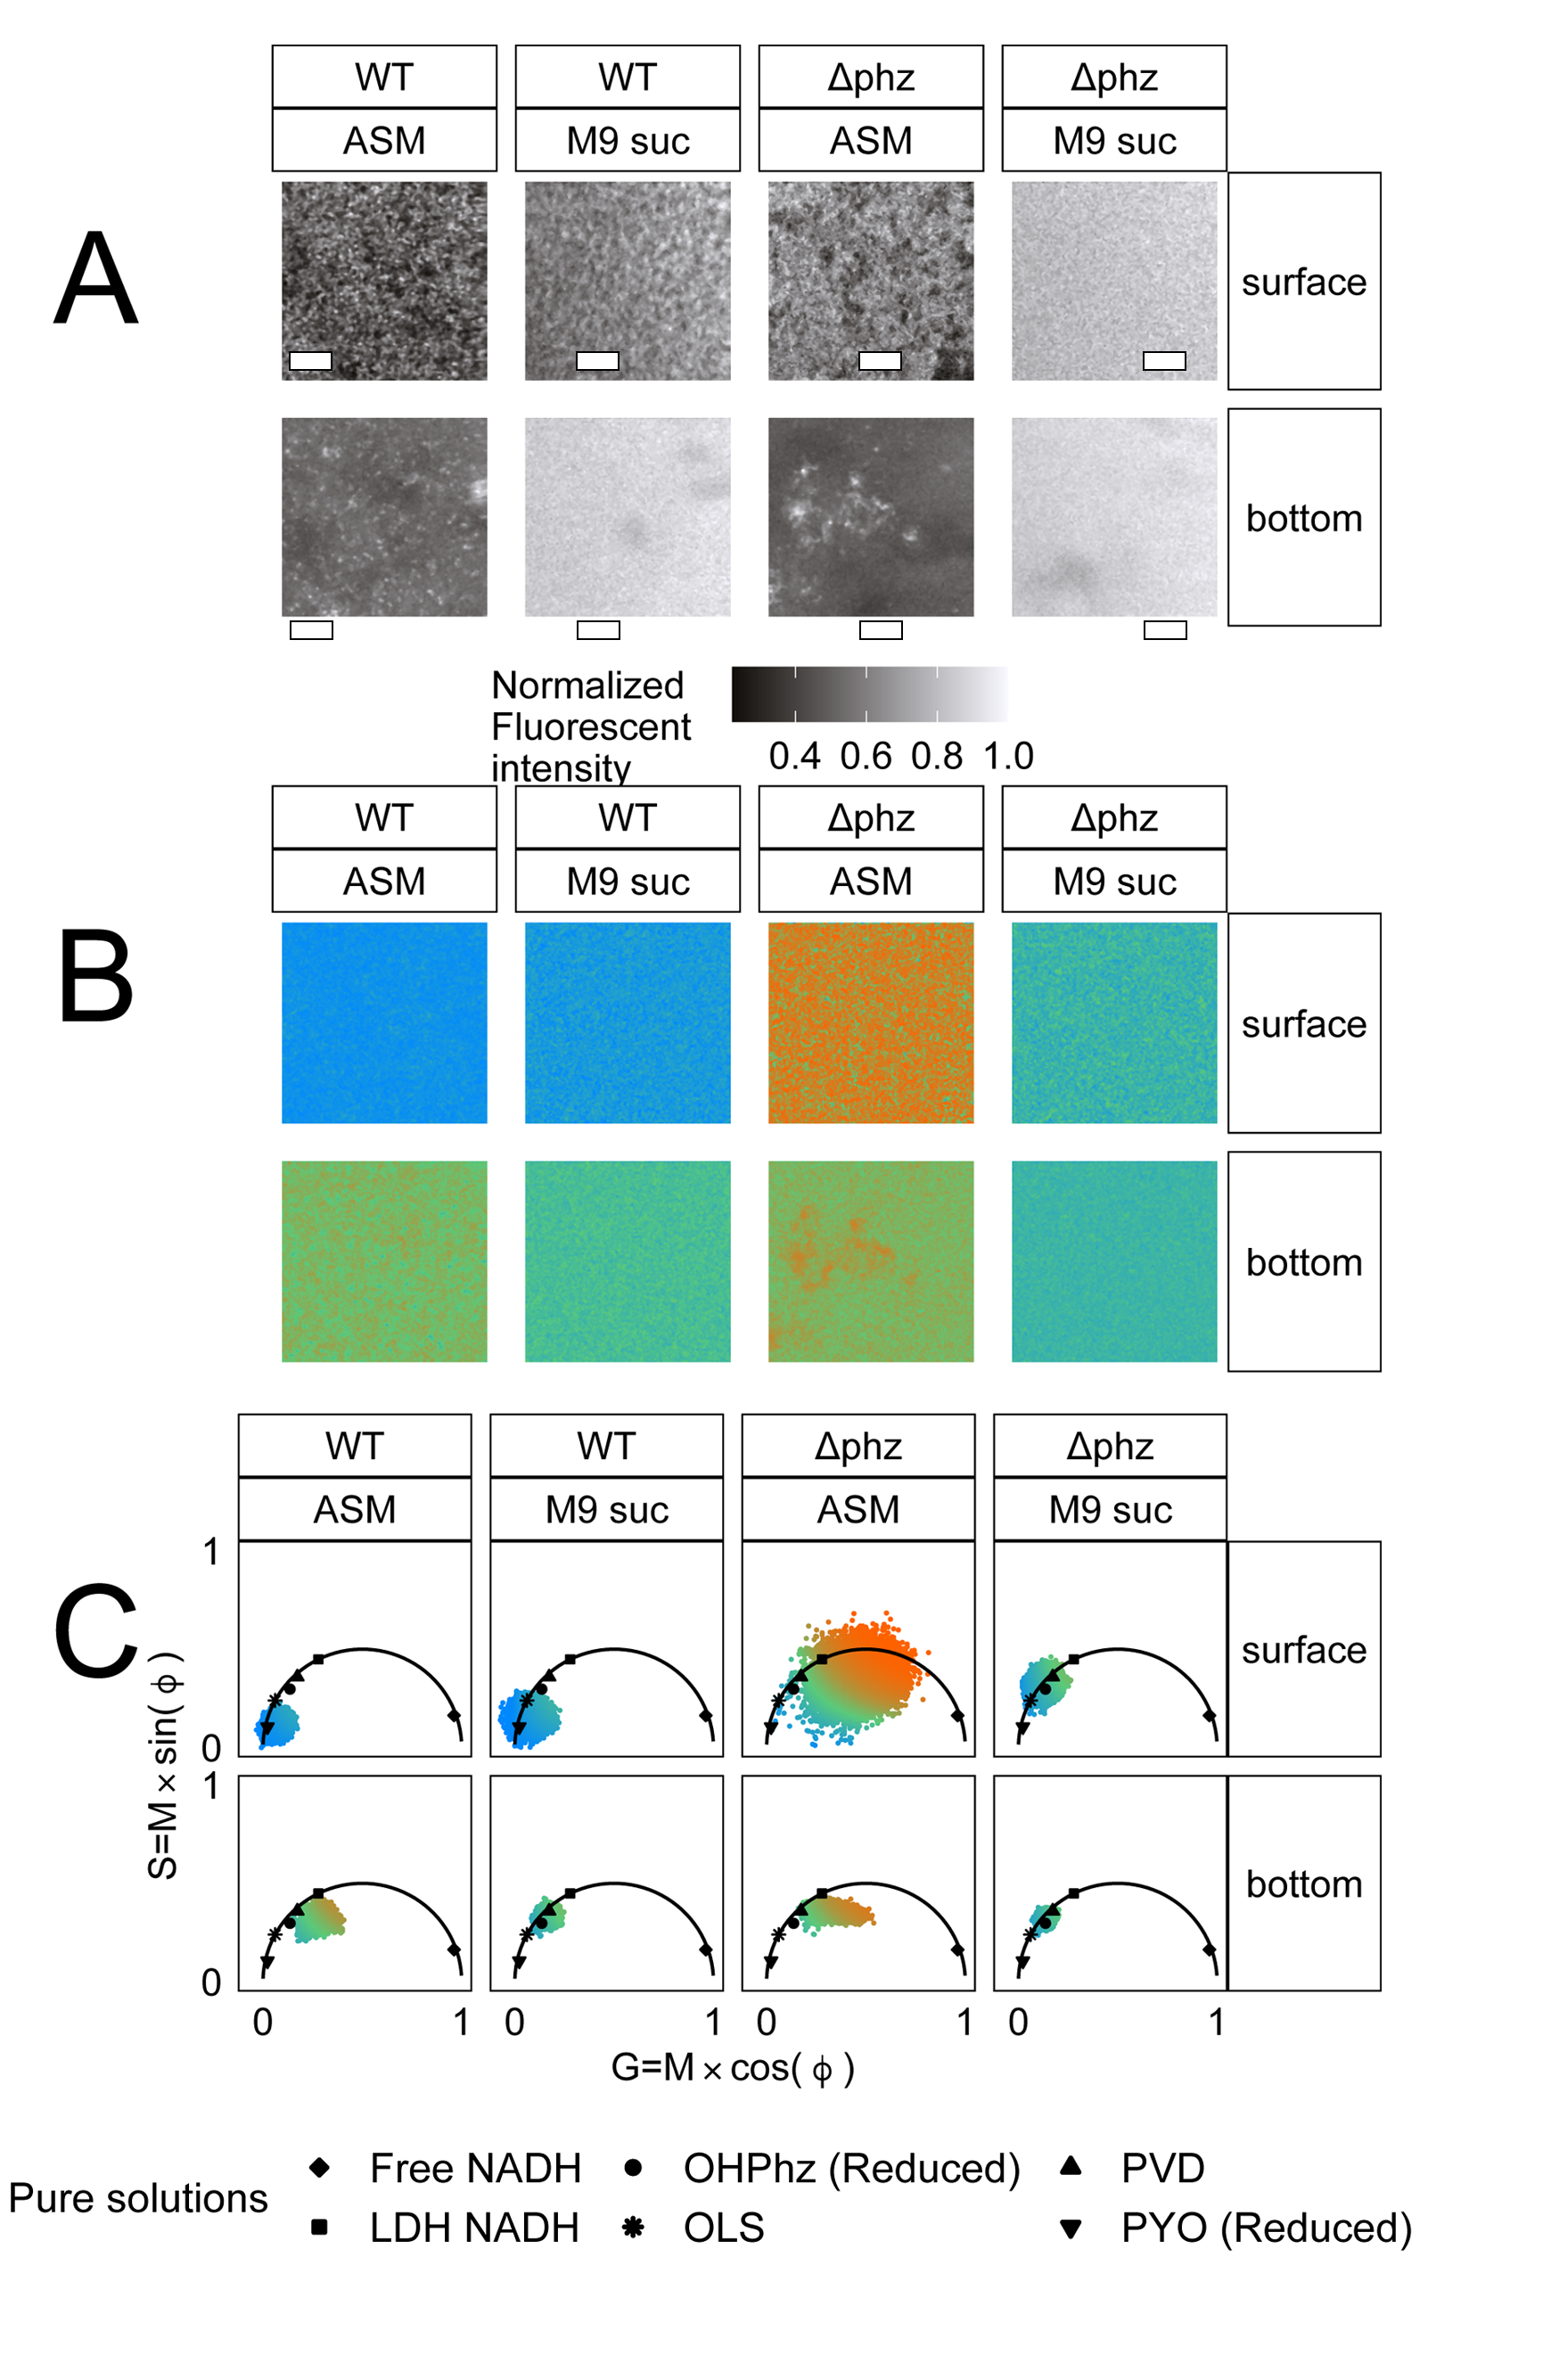 WT WT Δphz Δphz
ASM M9 suc ASM M9 suc
A
surface
bottom
Normalized
Fluorescent
intensity
0.4 0.6 0.8 1.0
WT WT Δphz Δphz
ASM M9 suc ASM M9 suc
B
surface
bottom
WT WT Δphz Δphz
ASM M9 suc ASM M9 suc
C
1
0
surface
1
0
bottom
S=M×sin(ϕ)
0 1 0 1 0 1 0 1
G=M×cos(ϕ)
Pure solutions
Free NADH OHPhz (Reduced) PVD
LDH NADH OLS PYO (Reduced)